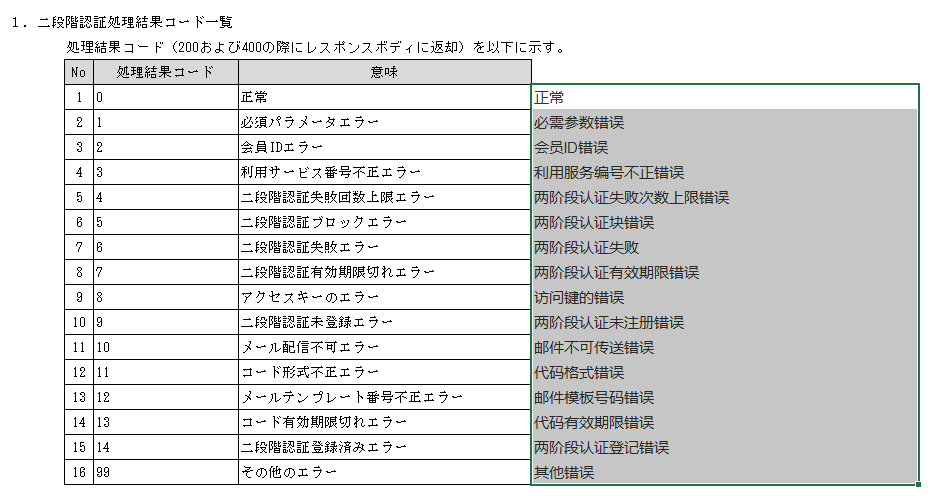 1. 二段階認証処理結果コード一覧
処理結果コード（200および400の際にレスポンスボディに返却）を以下に示す。
No 処理結果コード 意味
1 0 正常 正常
2 1 必須パラメータエラー 必需参数错误
3 2 会員IDエラー 会员ID错误
4 3 利用サービス番号不正エラー 利用服务编号不正错误
5 4 二段階認証失敗回数上限エラー 两阶段认证失败次数上限错误
6 5 二段階認証ブロックエラー 两阶段认证块错误
7 6 二段階認証失敗エラー 两阶段认证失败
8 7 二段階認証有効期限切れエラー 两阶段认证有效期限错误
9 8 アクセスキーのエラー 访问键的错误
10 9 二段階認証未登録エラー 两阶段认证未注册错误
11 10 メール配信不可エラー 邮件不可传送错误
12 11 コード形式不正エラー 代码格式错误
13 12 メールテンプレート番号不正エラー 邮件模板号码错误
14 13 コード有効期限切れエラー 代码有效期限错误
15 14 二段階認証登録済みエラー 两阶段认证登记错误
16 99 その他のエラー 其他错误